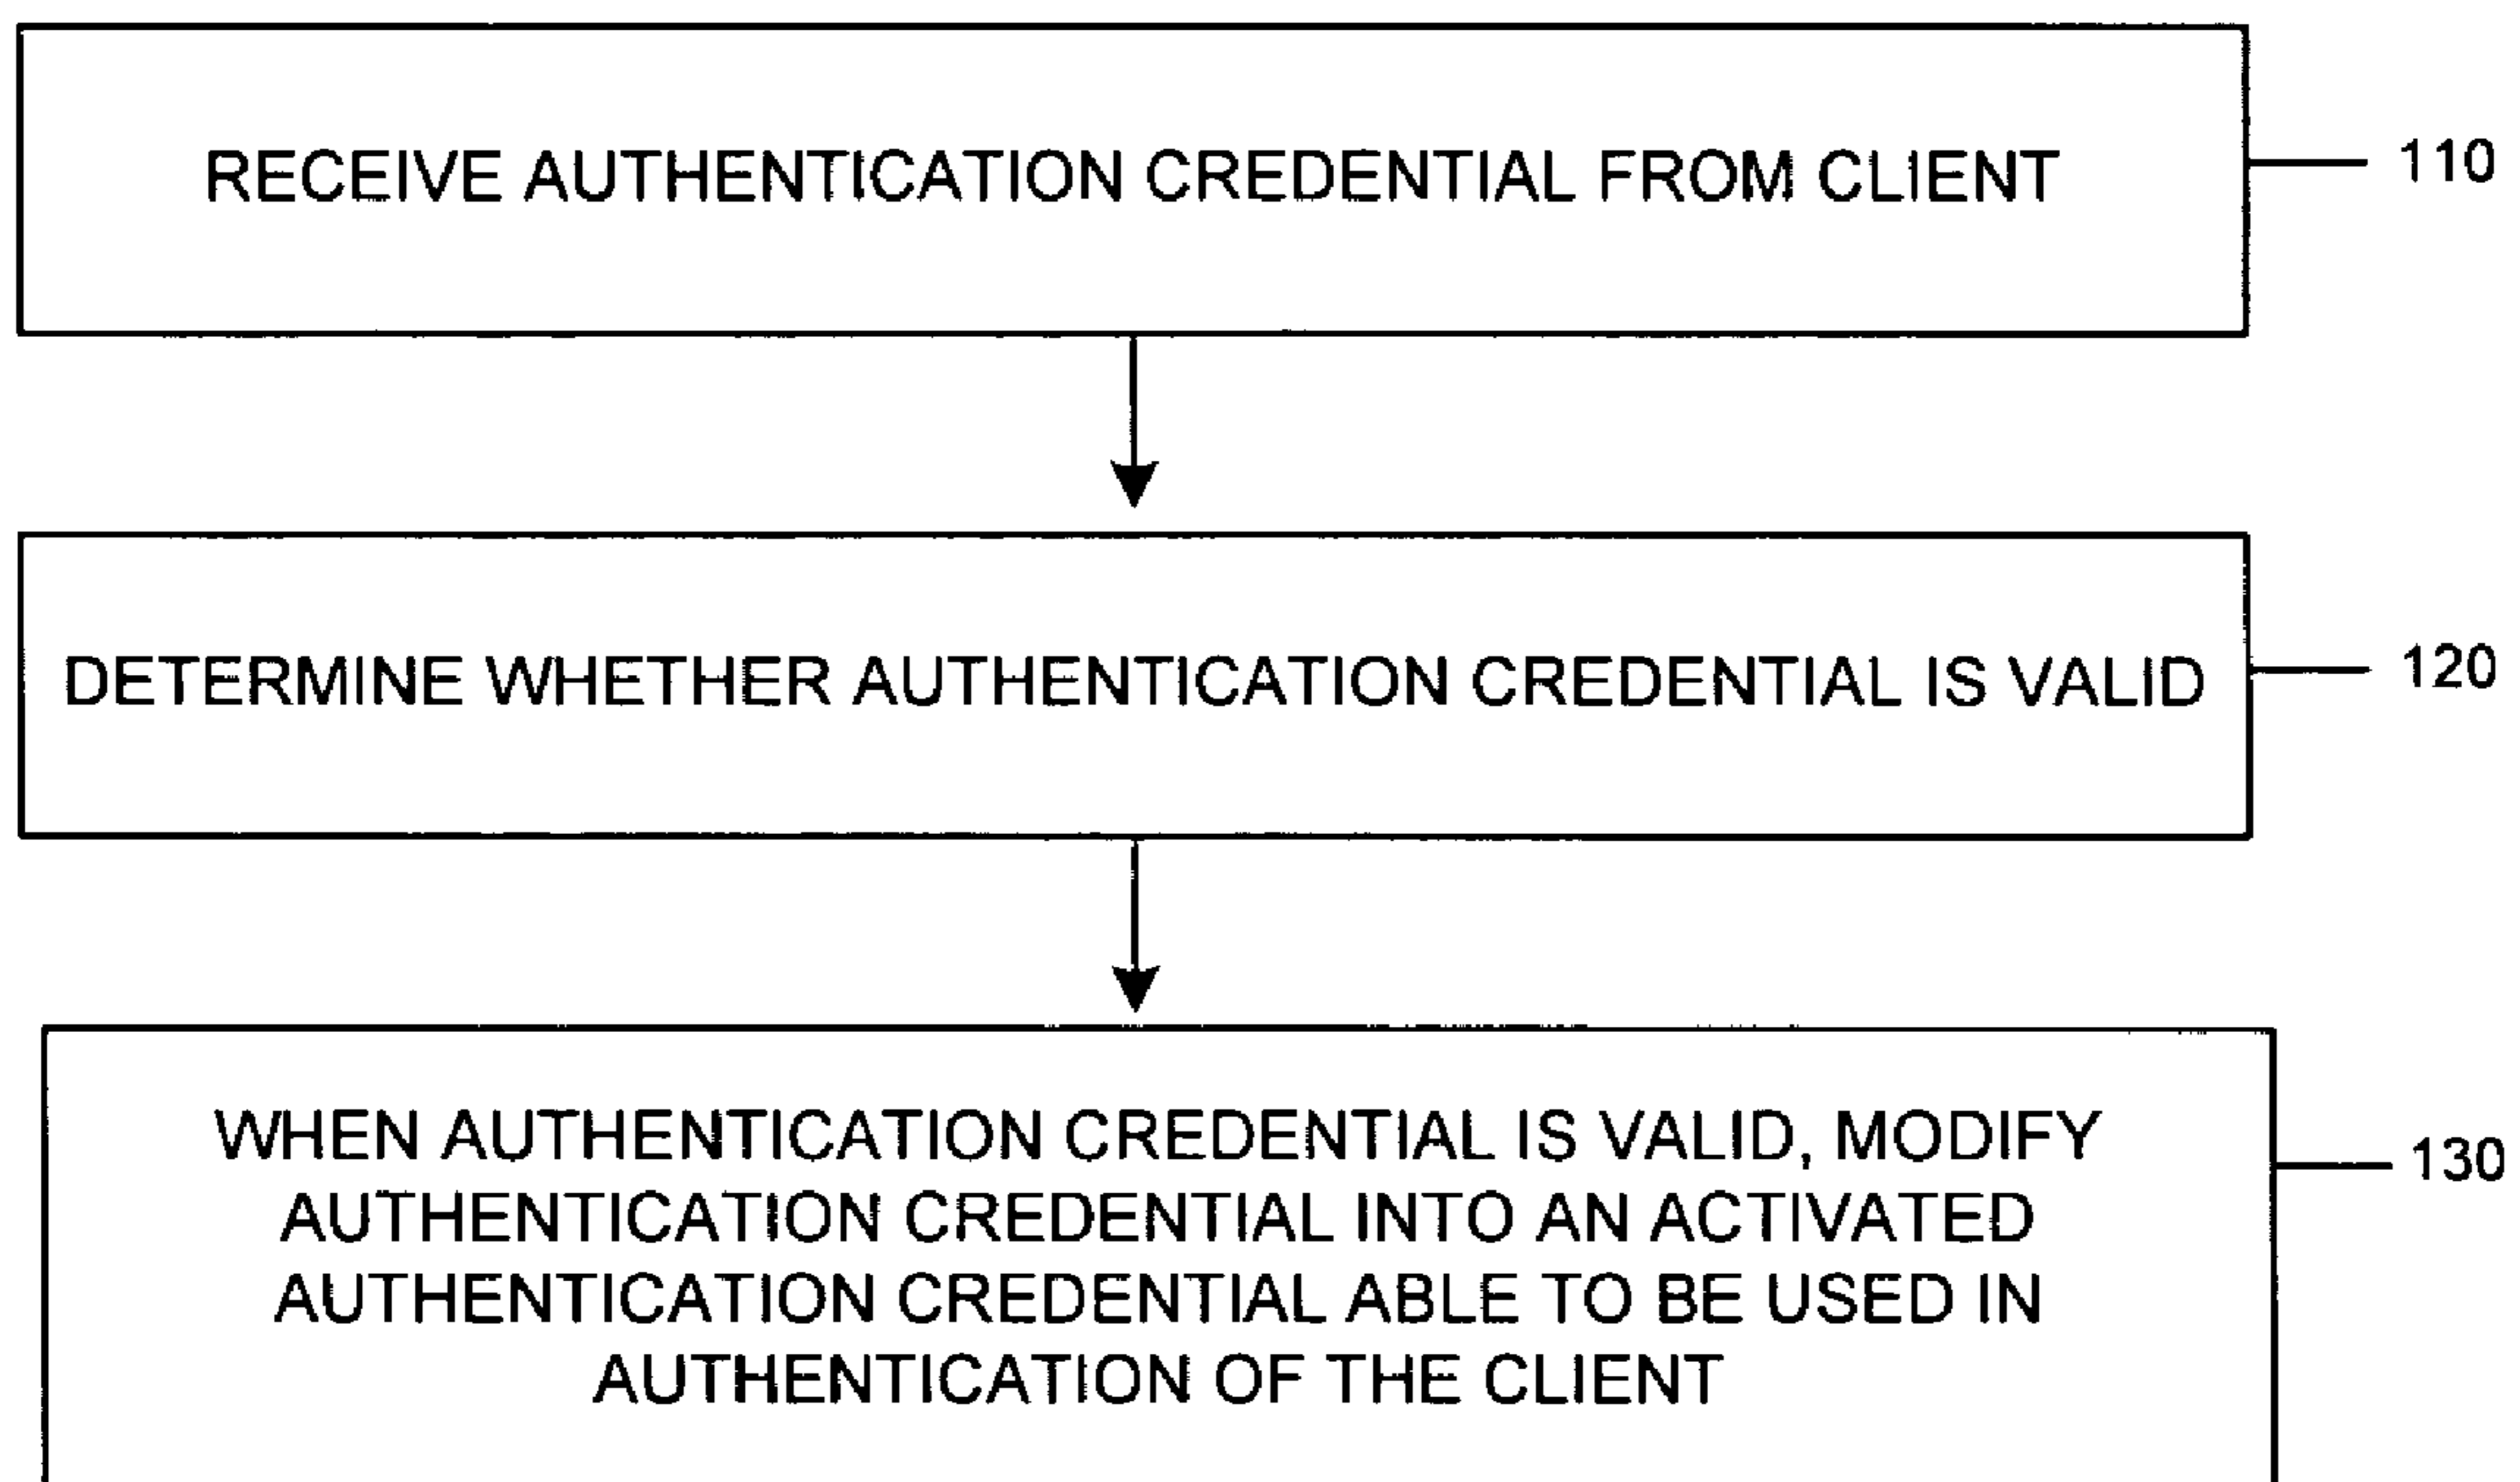 RECEIVE AUTHENTICATION CREDENTIAL FROM CLIENT
110
DETERMINE WHETHER AUTHENTICATION CREDENTIAL IS VALID
120
WHEN AUTHENTICATION CREDENTIAL IS VALID, MODIFY
AUTHENTICATION CREDENTIAL INTO AN ACTIVATED
AUTHENTICATION CREDENTIAL ABLE TO BE USED IN
AUTHENTICATION OF THE CLIENT
130